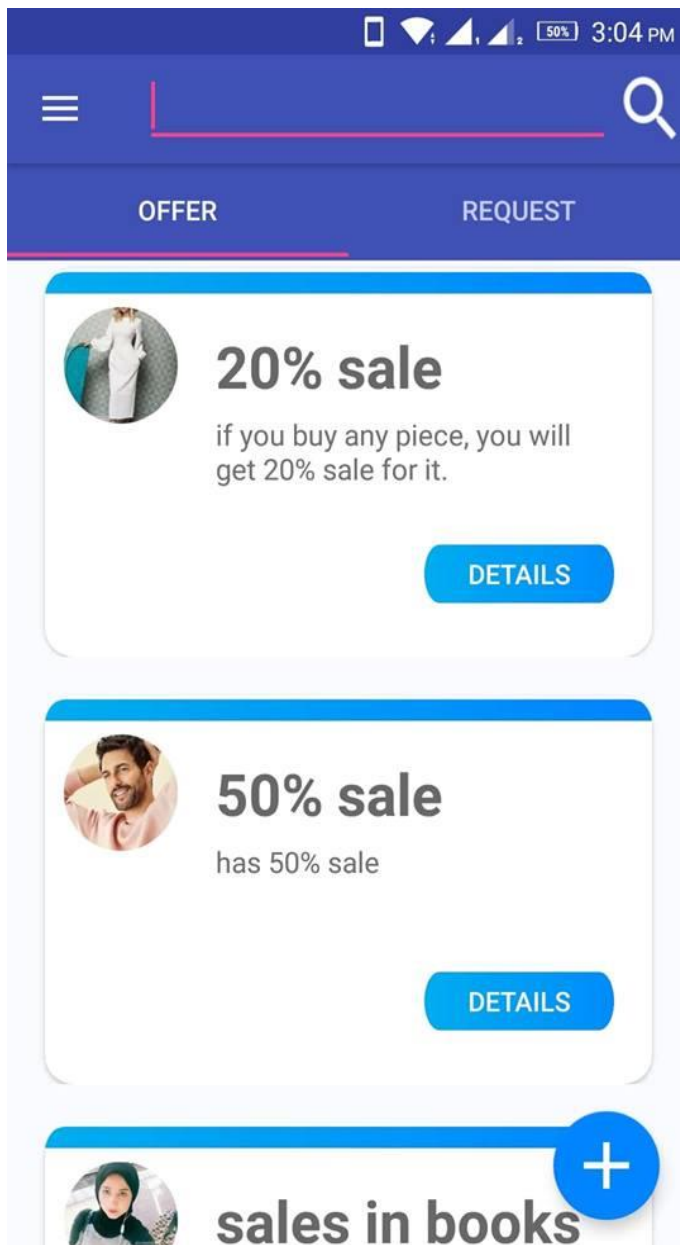 50% 3:04 PM
OFFER
REQUEST
20% sale
if you buy any piece, you will
get 20% sale for it.
DETAILS
50% sale
has 50% sale
DETAILS
sales in books